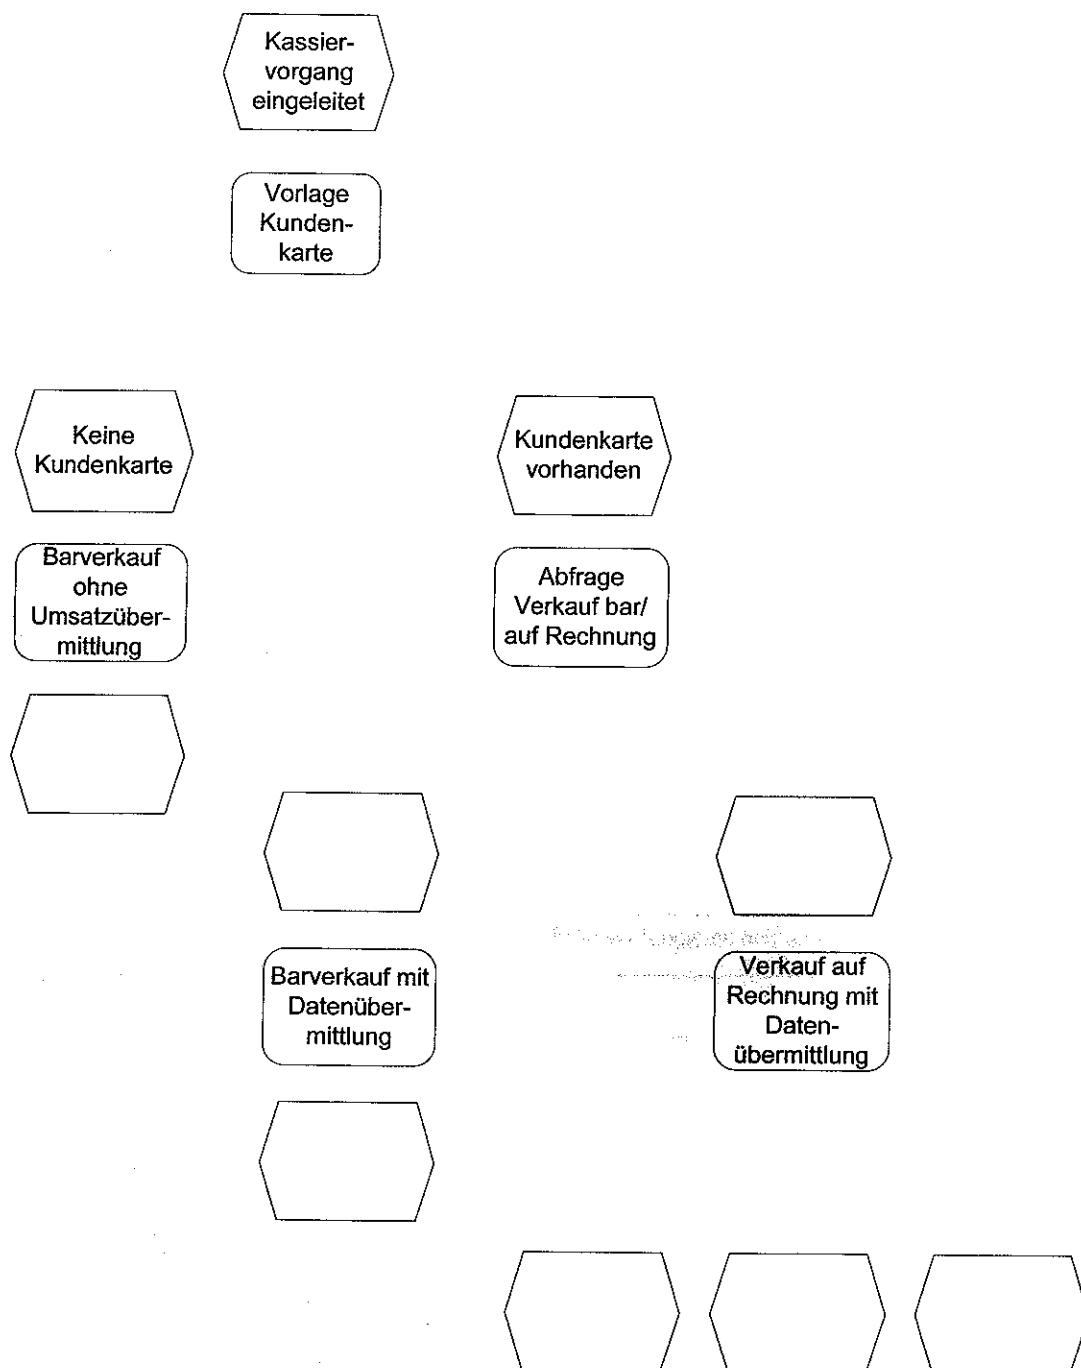 Kassier-
vorgang
eingeleitet
Vorlage
Kunden-
karte
Keine
Kundenkarte
Kundenkarte
vorhanden
Barverkauf
ohne
Umsatzüber-
mittlung
Abfrage
Verkauf bar/
auf Rechnung
Barverkauf mit
Datenüber-
mittlung
Verkauf auf
Rechnung mit
Daten-
übermittlung